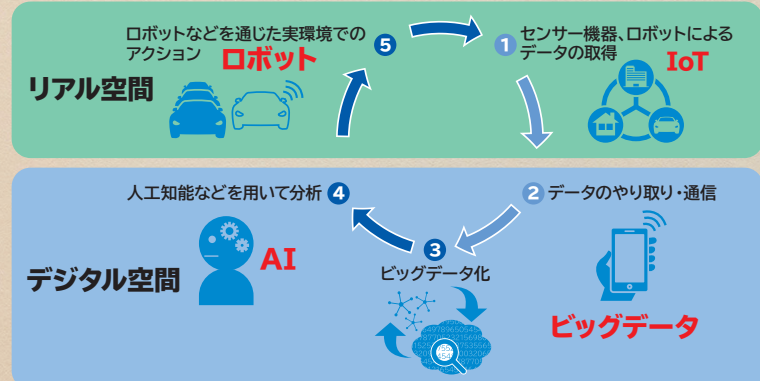 ロボットなどを通じた実環境での
アクション
ロボット
5
1
センサー機器、ロボットによる
データの取得
IoT
リアル空間
人工知能などを用いて分析
4
2
データのやり取り・通信
3
ビッグデータ化
AI
デジタル空間
ビッグデータ